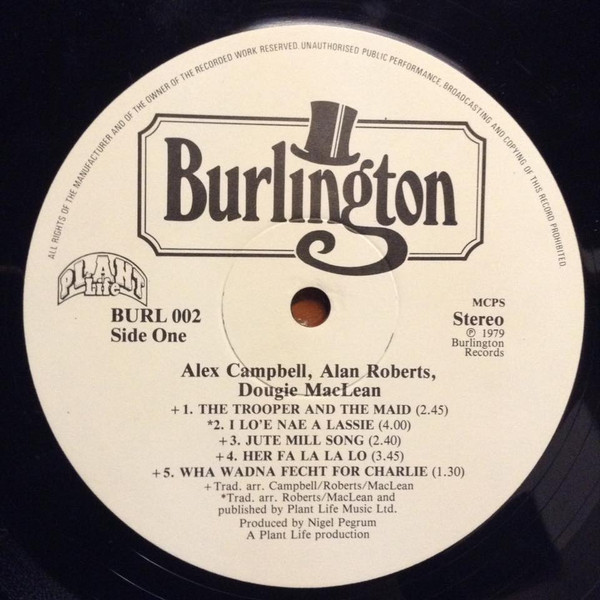 ALL RIGHTS OF THE MANUFACTURER AND OF THE OWNER OF THE RECORDED WORK RESERVED. UNAUTHORISED PUBLIC PERFORMANCE, BROADCASTING AND COPYING OF THIS RECORD PROHIBITED
Burlington
PLANT
Life
BURL 002
Side One
MCPS
Stereo
℗ 1979
Burlington
Records
Alex Campbell, Alan Roberts,
Dougie MacLean
+1. THE TROOPER AND THE MAID (2.45)
*2. I LO'E NAE A LASSIE (4.00)
+3. JUTE MILL SONG (2.40)
+4. HER FA LA LA LO (3.45)
+5. WHA WADNA FECHT FOR CHARLIE (1.30)
+Trad. arr. Campbell/Roberts/MacLean
*Trad. arr. Roberts/MacLean and
published by Plant Life Music Ltd.
Produced by Nigel Pegrum
A Plant Life production